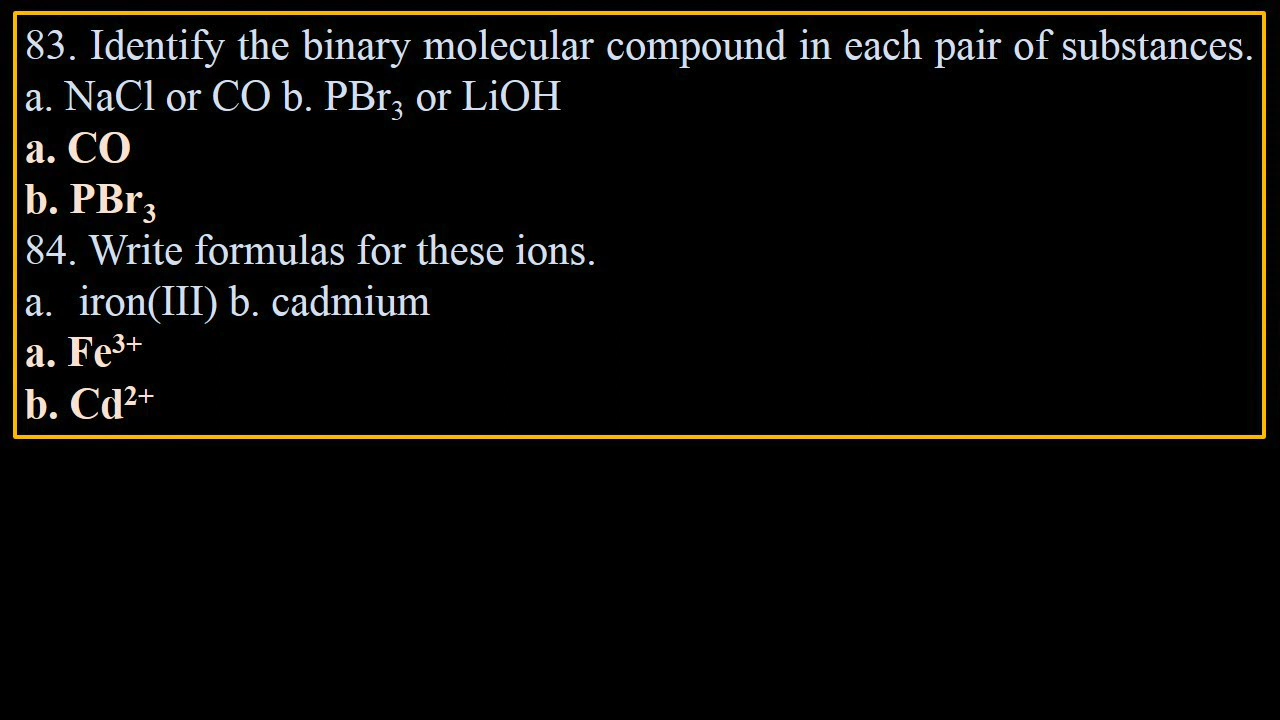 83. Identify the binary molecular compound in each pair of substances.
a. NaCl or CO b. PBr₃ or LiOH
a. CO
b. PBr₃
84. Write formulas for these ions.
a. iron(III) b. cadmium
a. Fe³⁺
b. Cd²⁺